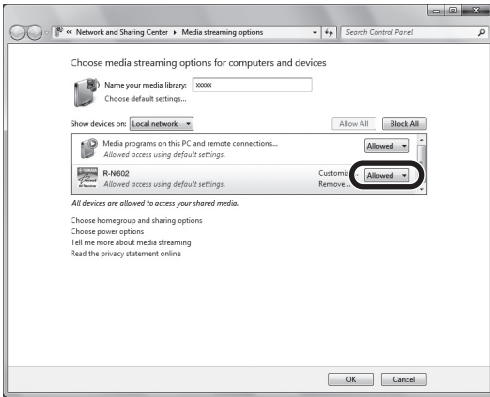 « Network and Sharing Center ▸ Media streaming options
Search Control Panel
Choose media streaming options for computers and devices
Name your media library: xxxxx
Choose default settings...
Show devices on: Local network
Allow All
Block All
Media programs on this PC and remote connections...
Allowed access using default settings.
Allowed
R-N602
Allowed access using default settings.
Customiz...
Remove...
Allowed
All devices are allowed to access your shared media.
Choose homegroup and sharing options
Choose power options
Tell me more about media streaming
Read the privacy statement online
OK
Cancel